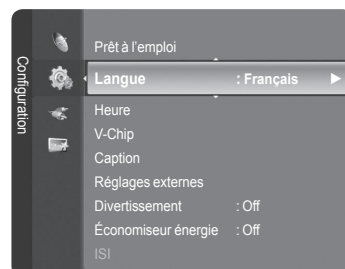 Configuration
Prêt à l'emploi
Langue : Français
Heure
V-Chip
Caption
Réglages externes
Divertissement : Off
Économiseur énergie : Off
ISI